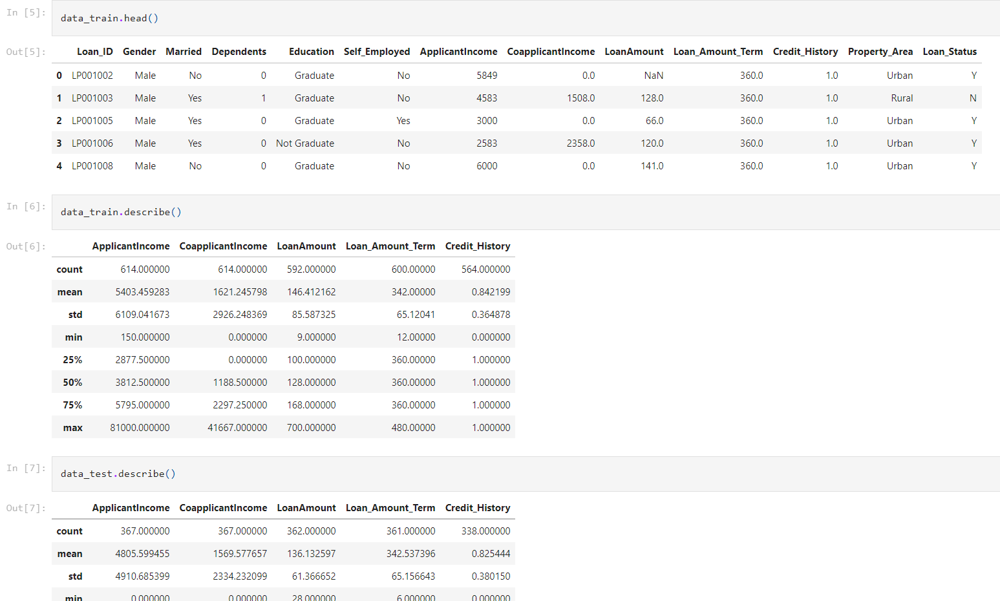 In [5]: data_train.head()
Out[5]: Loan_ID Gender Married Dependents Education Self_Employed ApplicantIncome CoapplicantIncome LoanAmount Loan_Amount_Term Credit_History Property_Area Loan_Status
0 LP001002 Male No 0 Graduate No 5849 0.0 NaN 360.0 1.0 Urban Y
1 LP001003 Male Yes 1 Graduate No 4583 1508.0 128.0 360.0 1.0 Rural N
2 LP001005 Male Yes 0 Graduate Yes 3000 0.0 66.0 360.0 1.0 Urban Y
3 LP001006 Male Yes 0 Not Graduate No 2583 2358.0 120.0 360.0 1.0 Urban Y
4 LP001008 Male No 0 Graduate No 6000 0.0 141.0 360.0 1.0 Urban Y
In [6]: data_train.describe()
Out[6]: ApplicantIncome CoapplicantIncome LoanAmount Loan_Amount_Term Credit_History
count 614.000000 614.000000 592.000000 600.00000 564.000000
mean 5403.459283 1621.245798 146.412162 342.00000 0.842199
std 6109.041673 2926.248369 85.587325 65.12041 0.364878
min 150.000000 0.000000 9.000000 12.00000 0.000000
25% 2877.500000 0.000000 100.000000 360.00000 1.000000
50% 3812.500000 1188.500000 128.000000 360.00000 1.000000
75% 5795.000000 2297.250000 168.000000 360.00000 1.000000
max 81000.000000 41667.000000 700.000000 480.00000 1.000000
In [7]: data_test.describe()
Out[7]: ApplicantIncome CoapplicantIncome LoanAmount Loan_Amount_Term Credit_History
count 367.000000 367.000000 362.000000 361.000000 338.000000
mean 4805.599455 1569.577657 136.132597 342.537396 0.825444
std 4910.685399 2334.232099 61.366652 65.156643 0.380150
min 0.000000 0.000000 28.000000 6.000000 0.000000